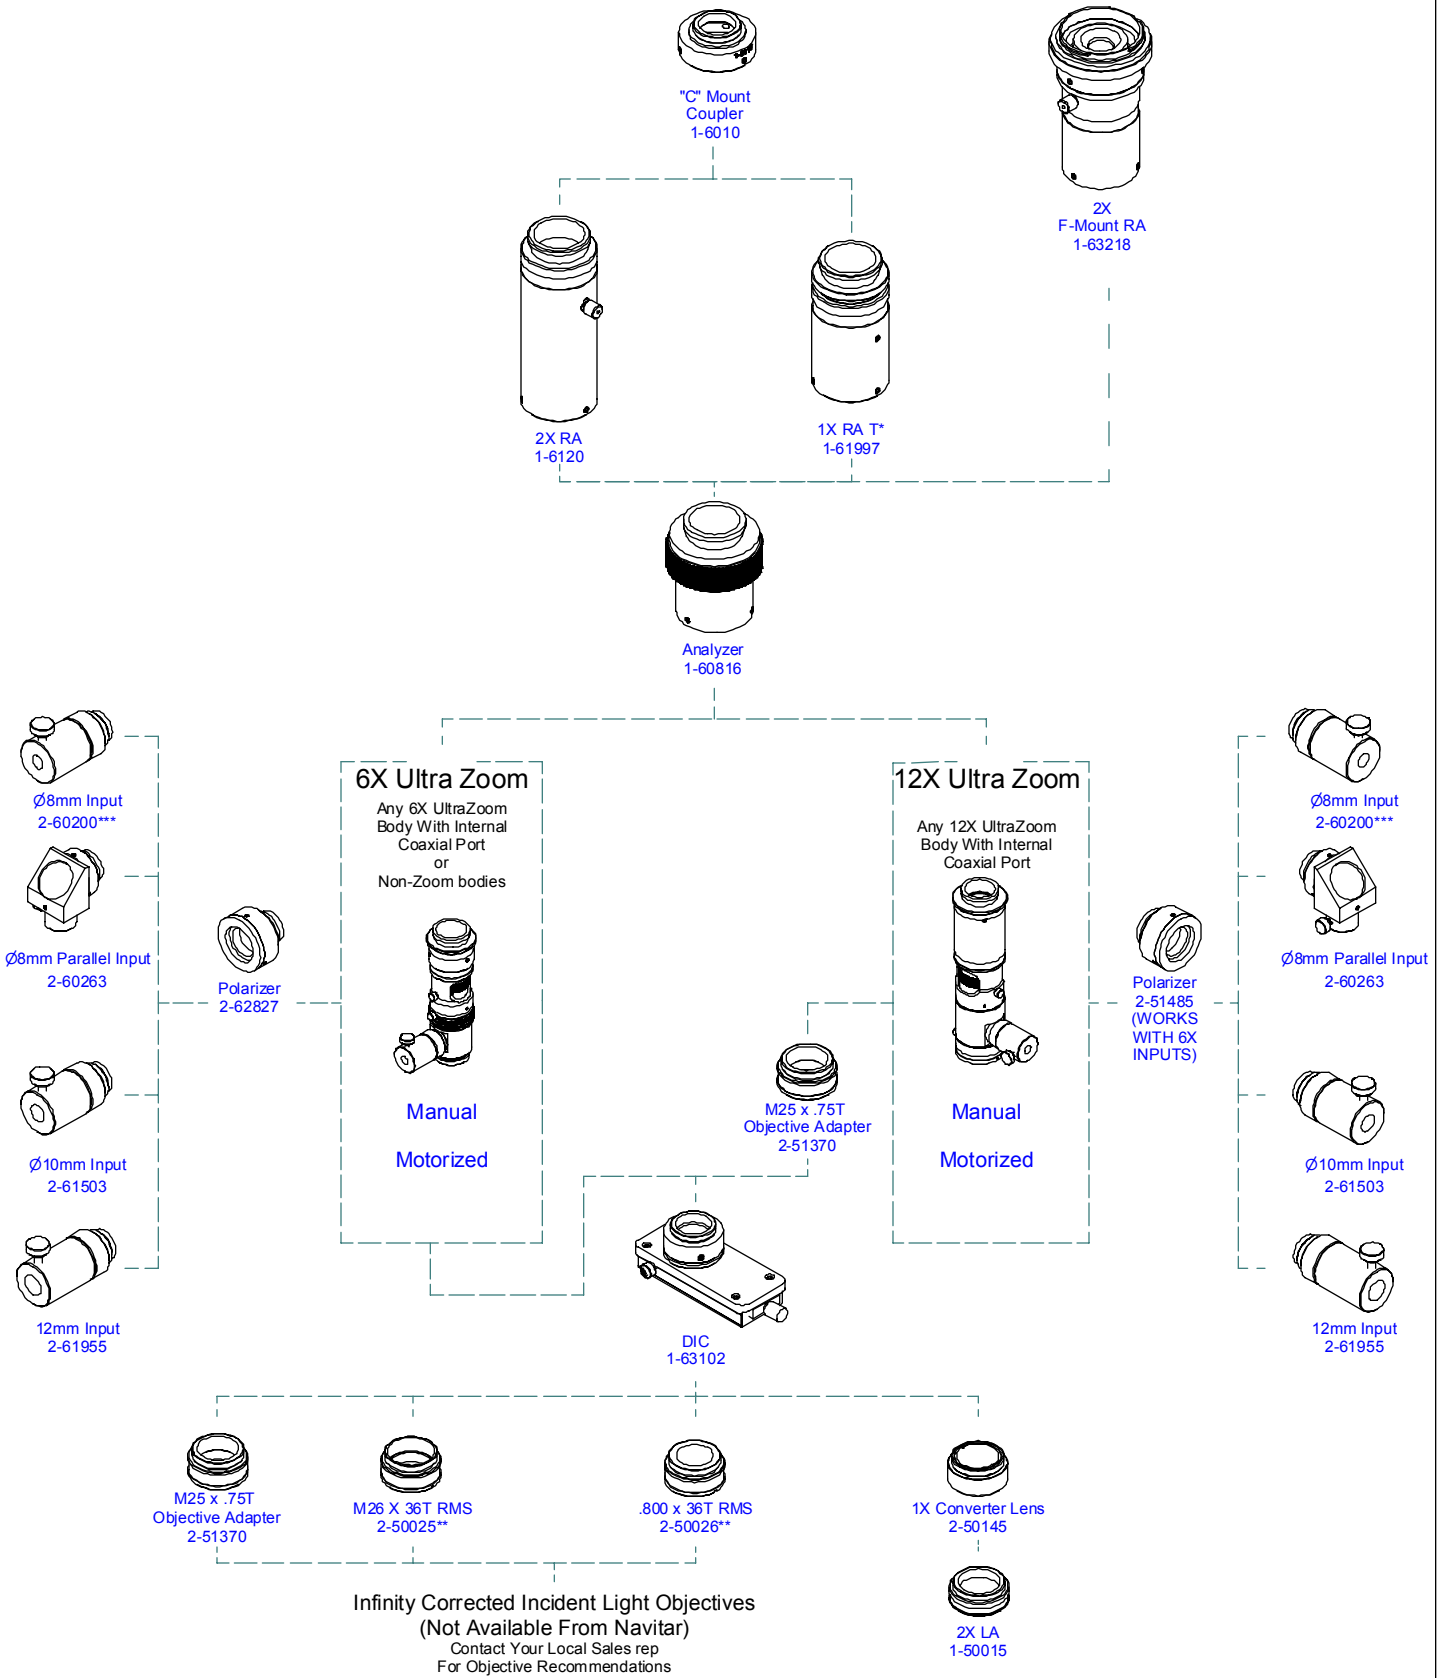 "C" Mount
Coupler
1-6010
2X
F-Mount RA
1-63218
2X RA
1-6120
1X RA T*
1-61997
Analyzer
1-60816
Ø8mm Input
2-60200***
Ø8mm Parallel Input
2-60263
Ø10mm Input
2-61503
12mm Input
2-61955
Polarizer
2-62827
6X Ultra Zoom
Any 6X UltraZoom
Body With Internal
Coaxial Port
or
Non-Zoom bodies
Manual
Motorized
12X Ultra Zoom
Any 12X UltraZoom
Body With Internal
Coaxial Port
Manual
Motorized
M25 x .75T
Objective Adapter
2-51370
Polarizer
2-51485
(WORKS
WITH 6X
INPUTS)
Ø8mm Input
2-60200***
Ø8mm Parallel Input
2-60263
Ø10mm Input
2-61503
12mm Input
2-61955
DIC
1-63102
M25 x .75T
Objective Adapter
2-51370
M26 X 36T RMS
2-50025**
.800 x 36T RMS
2-50026**
1X Converter Lens
2-50145
2X LA
1-50015
Infinity Corrected Incident Light Objectives
(Not Available From Navitar)
Contact Your Local Sales rep
For Objective Recommendations